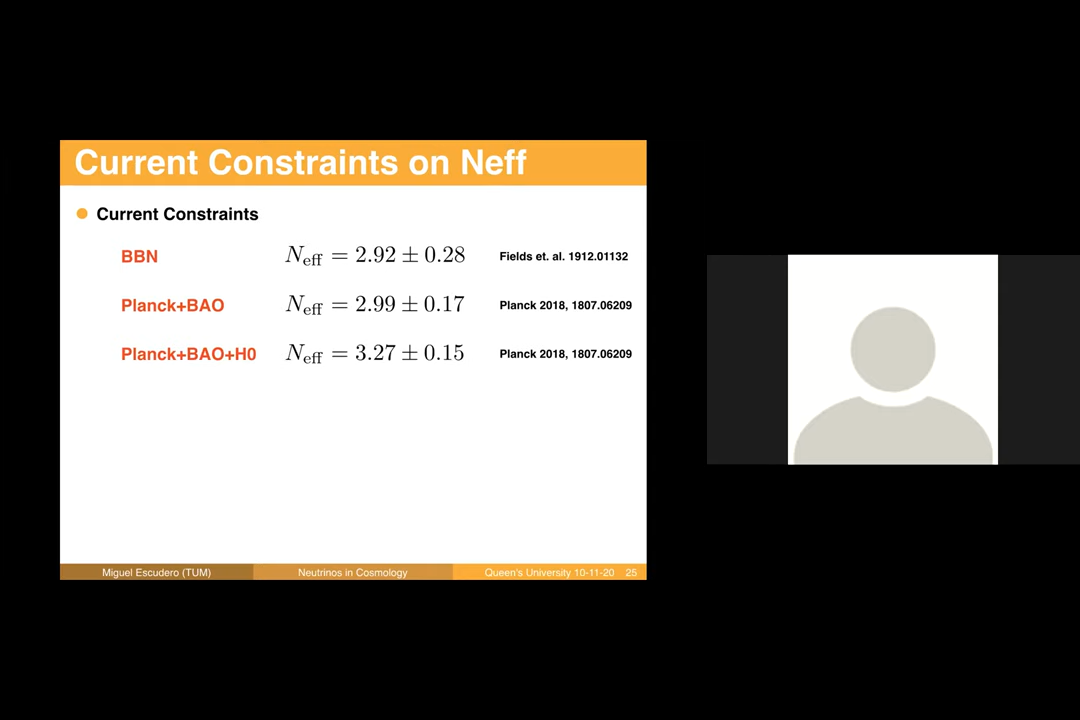 Current Constraints on Neff
Current Constraints
BBN N_eff = 2.92 ± 0.28 Fields et. al. 1912.01132
Planck+BAO N_eff = 2.99 ± 0.17 Planck 2018, 1807.06209
Planck+BAO+H0 N_eff = 3.27 ± 0.15 Planck 2018, 1807.06209
Miguel Escudero (TUM) Neutrinos in Cosmology Queen's University 10-11-20 25